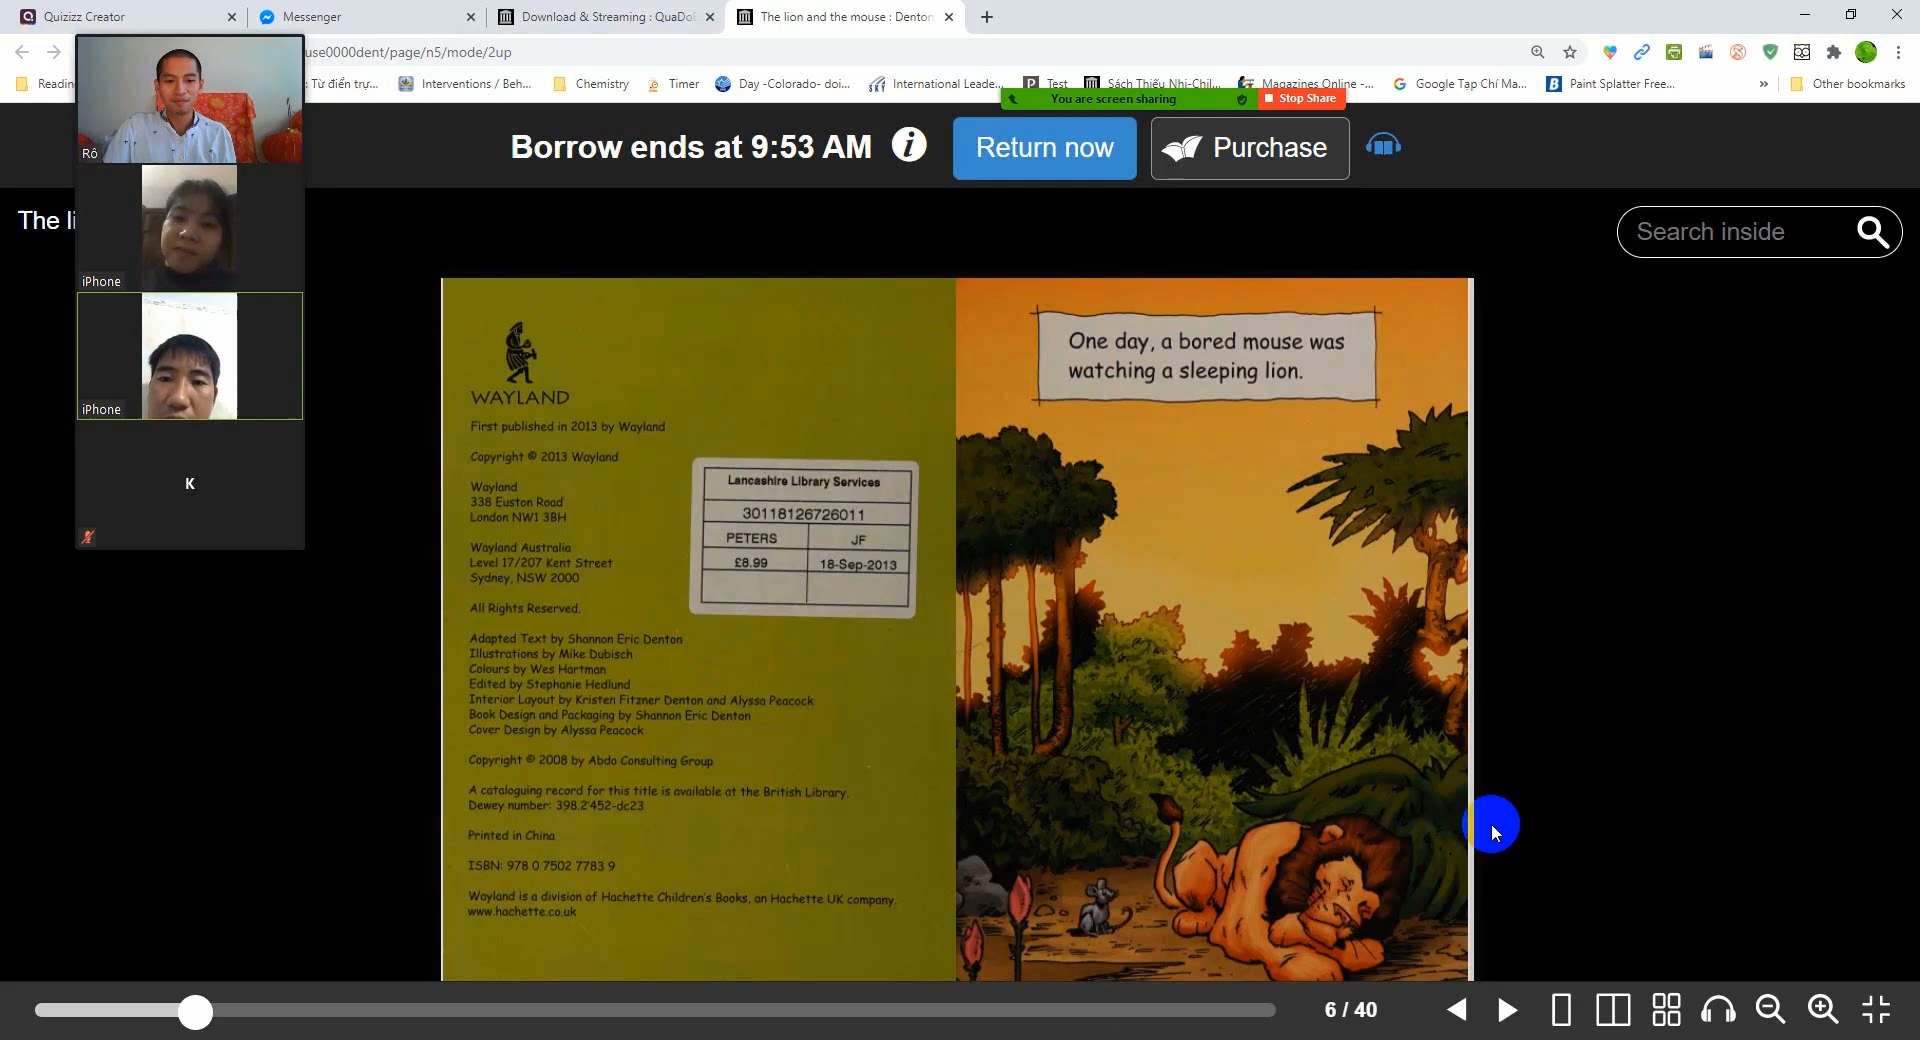 Quizizz Creator
Messenger
Download & Streaming : QuaDo
The lion and the mouse : Denton
use0000dent/page/n5/mode/2up
Readin
: Từ điển trự...
Interventions / Beh...
Chemistry
Timer
Day -Colorado- doi...
International Leade...
Test
Sách Thiếu Nhi-Chil...
Magazines Online -...
Google Tạp Chí Ma...
Paint Splatter Free...
»
Other bookmarks
You are screen sharing
Stop Share
Borrow ends at 9:53 AM
Return now
Purchase
The li
Search inside
Rô
iPhone
iPhone
K
WAYLAND
First published in 2013 by Wayland
Copyright © 2013 Wayland
Wayland
338 Euston Road
London NW1 3BH
Wayland Australia
Level 17/207 Kent Street
Sydney, NSW 2000
All Rights Reserved.
Adapted Text by Shannon Eric Denton
Illustrations by Mike Dubisch
Colours by Wes Hartman
Edited by Stephanie Hedlund
Interior Layout by Kristen Fitzner Denton and Alyssa Peacock
Book Design and Packaging by Shannon Eric Denton
Cover Design by Alyssa Peacock
Copyright © 2008 by Abdo Consulting Group
A cataloguing record for this title is available at the British Library.
Dewey number: 398.2'452-dc23
Printed in China
ISBN: 978 0 7502 7783 9
Wayland is a division of Hachette Children's Books, an Hachette UK company.
www.hachette.co.uk
Lancashire Library Services
30118126726011
PETERS JF
£8.99 18-Sep-2013
One day, a bored mouse was
watching a sleeping lion.
6 / 40